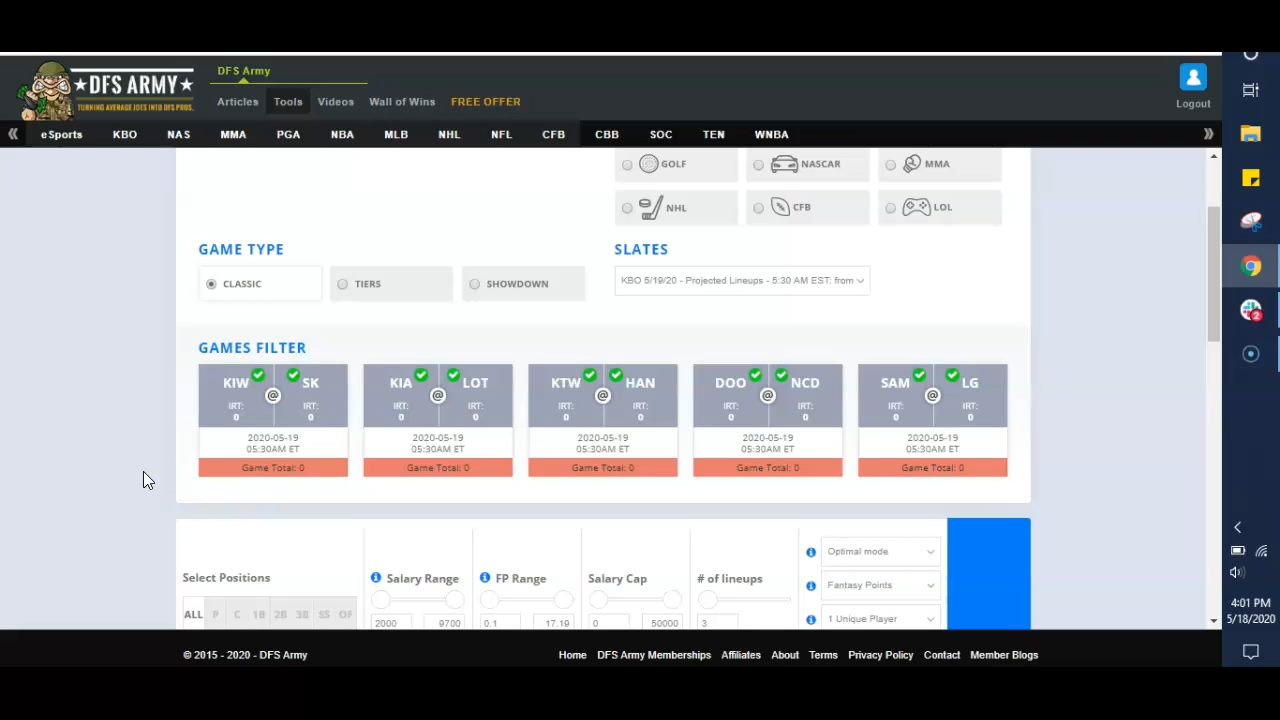 DFS Army
★DFS ARMY★
TURNING AVERAGE JOES INTO DFS PROS.
Articles Tools Videos Wall of Wins FREE OFFER
Logout
eSports KBO NAS MMA PGA NBA MLB NHL NFL CFB CBB SOC TEN WNBA
GOLF NASCAR MMA
NHL CFB LOL
GAME TYPE SLATES
CLASSIC TIERS SHOWDOWN KBO 5/19/20 - Projected Lineups - 5:30 AM EST: from
GAMES FILTER
KIW @ SK KIA @ LOT KTW @ HAN DOO @ NCD SAM @ LG
IRT: IRT: IRT: IRT: IRT: IRT: IRT: IRT: IRT: IRT:
0 0 0 0 0 0 0 0 0 0
2020-05-19 2020-05-19 2020-05-19 2020-05-19 2020-05-19
05:30AM ET 05:30AM ET 05:30AM ET 05:30AM ET 05:30AM ET
Game Total: 0 Game Total: 0 Game Total: 0 Game Total: 0 Game Total: 0
Optimal mode
Select Positions Salary Range FP Range Salary Cap # of lineups Fantasy Points
ALL P C 1B 2B 3B SS OF 2000 9700 0.1 17.19 0 50000 3 1 Unique Player
2
4:01 PM
5/18/2020
© 2015 - 2020 - DFS Army Home DFS Army Memberships Affiliates About Terms Privacy Policy Contact Member Blogs